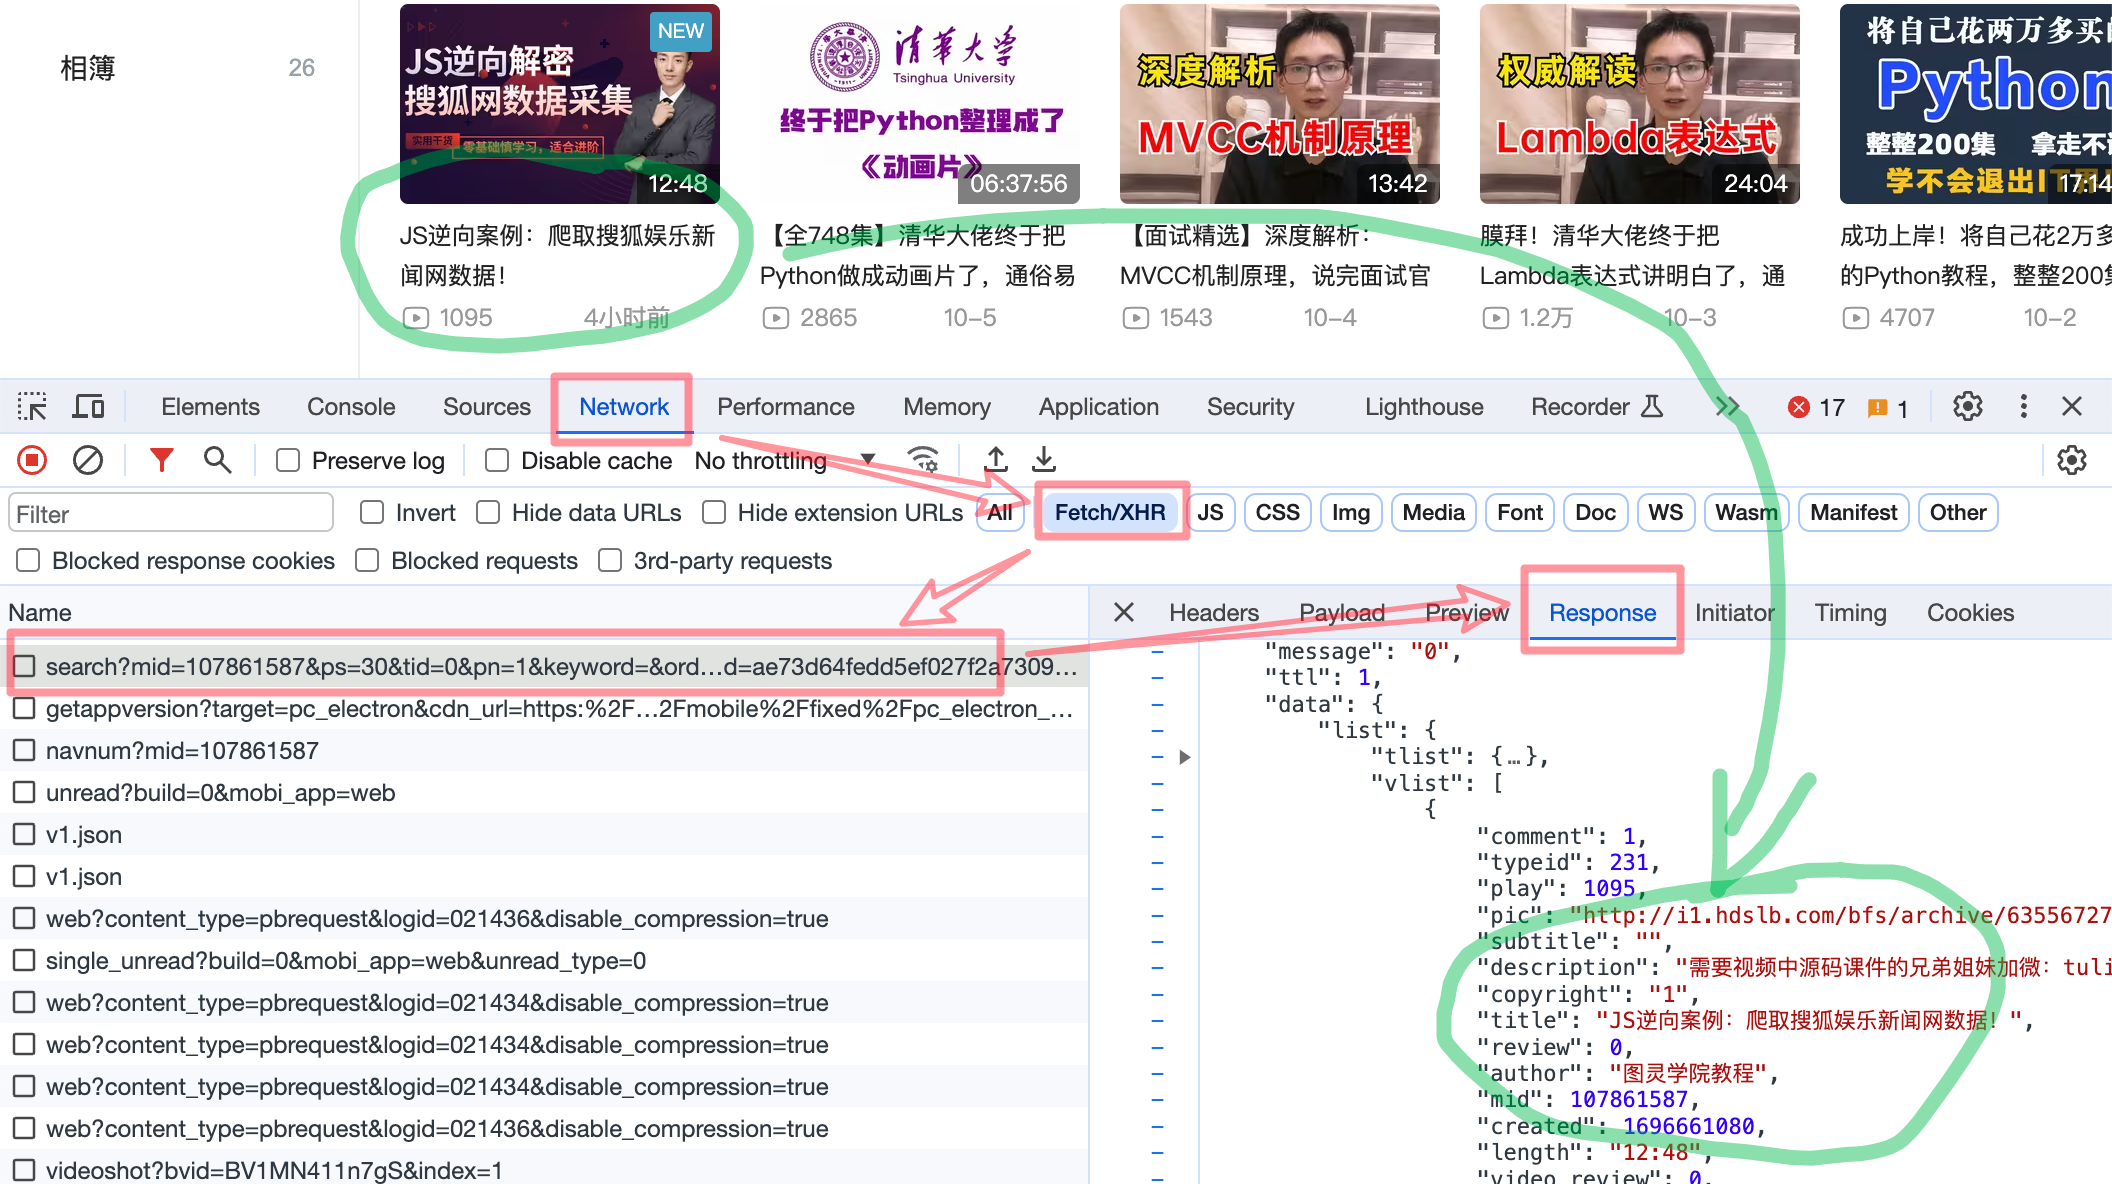 相簿
26
JS逆向解密
NEW
搜狐网数据采集
实用干货
零基础慎学习，适合进阶
12:48
清華大学
Tsinghua University
终于把Python整理成了
《动画片》
06:37:56
深度解析
MVCC机制原理
13:42
权威解读
Lambda表达式
24:04
将自己花两万多买的
Python
整整200集 拿走不谢
学不会退出IT界
17:14
JS逆向案例：爬取搜狐娱乐新
闻网数据！
1095
4小时前
【全748集】清华大佬终于把
Python做成动画片了，通俗易
2865
10-5
【面试精选】深度解析：
MVCC机制原理，说完面试官
1543
10-4
膜拜！清华大佬终于把
Lambda表达式讲明白了，通
1.2万
10-3
成功上岸！将自己花2万多
的Python教程，整整200集
4707
10-2
Elements
Console
Sources
Network
Performance
Memory
Application
Security
Lighthouse
Recorder
17
1
Preserve log
Disable cache
No throttling
Filter
Invert
Hide data URLs
Hide extension URLs
All
Fetch/XHR
JS
CSS
Img
Media
Font
Doc
WS
Wasm
Manifest
Other
Blocked response cookies
Blocked requests
3rd-party requests
Name
search?mid=107861587&ps=30&tid=0&pn=1&keyword=&ord…d=ae73d64fedd5ef027f2a7309…
getappversion?target=pc_electron&cdn_url=https:%2F…2Fmobile%2Ffixed%2Fpc_electron_…
navnum?mid=107861587
unread?build=0&mobi_app=web
v1.json
v1.json
web?content_type=pbrequest&logid=021436&disable_compression=true
single_unread?build=0&mobi_app=web&unread_type=0
web?content_type=pbrequest&logid=021434&disable_compression=true
web?content_type=pbrequest&logid=021434&disable_compression=true
web?content_type=pbrequest&logid=021434&disable_compression=true
web?content_type=pbrequest&logid=021436&disable_compression=true
videoshot?bvid=BV1MN411n7gS&index=1
Headers
Payload
Preview
Response
Initiator
Timing
Cookies
"message": "0",
"ttl": 1,
"data": {
"list": {
"tlist": {…},
"vlist": [
{
"comment": 1,
"typeid": 231,
"play": 1095,
"pic": "http://i1.hdslb.com/bfs/archive/63556727
"subtitle": "",
"description": "需要视频中源码课件的兄弟姐妹加微：tuli
"copyright": "1",
"title": "JS逆向案例：爬取搜狐娱乐新闻网数据！",
"review": 0,
"author": "图灵学院教程",
"mid": 107861587,
"created": 1696661080,
"length": "12:48",
"video_review": 0,